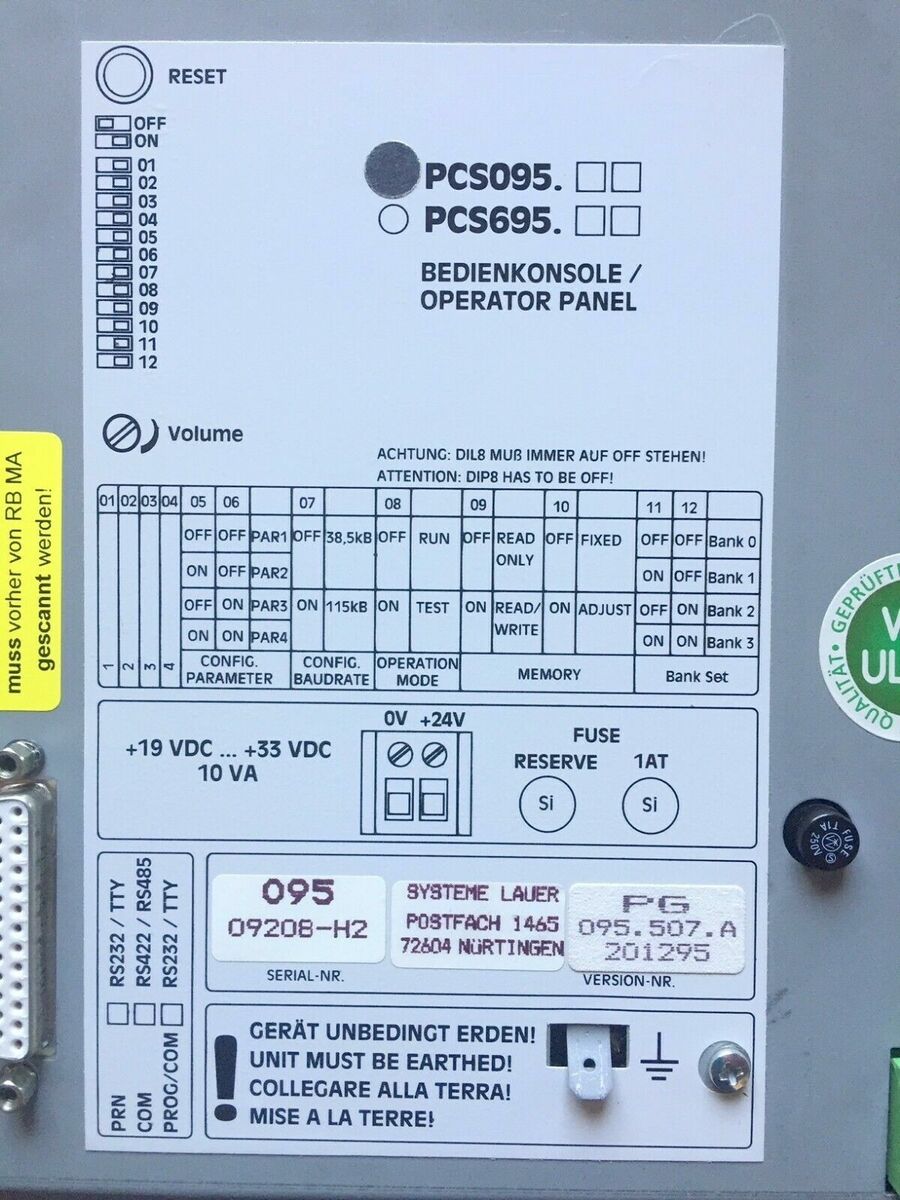 RESET
OFF
ON
01
02
03
04
05
06
07
08
09
10
11
12
PCS095.
PCS695.
BEDIENKONSOLE /
OPERATOR PANEL
Volume
ACHTUNG: DIL8 MUß IMMER AUF OFF STEHEN!
ATTENTION: DIP8 HAS TO BE OFF!
01 02 03 04 05 06 07 08 09 10 11 12
OFF OFF PAR1 OFF 38,5kB OFF RUN OFF READ ONLY OFF FIXED OFF OFF Bank 0
ON OFF PAR2 ON OFF Bank 1
OFF ON PAR3 ON 115kB ON TEST ON READ/ WRITE ON ADJUST OFF ON Bank 2
ON ON PAR4 ON ON Bank 3
1 2 3 4 CONFIG. PARAMETER CONFIG. BAUDRATE OPERATION MODE MEMORY Bank Set
muss vorher von RB MA
gescannt werden!
0V +24V
+19 VDC ... +33 VDC
10 VA
FUSE
RESERVE 1AT
Si Si
FUSE
250V
T1A
PRN RS232 / TTY
COM RS422 / RS485
PROG/COM RS232 / TTY
095
09208-H2
SERIAL-NR.
SYSTEME LAUER
POSTFACH 1465
72604 NÜRTINGEN
PG
095.507.A
201295
VERSION-NR.
! GERÄT UNBEDINGT ERDEN!
UNIT MUST BE EARTHED!
COLLEGARE ALLA TERRA!
MISE A LA TERRE!
QUALITÄT